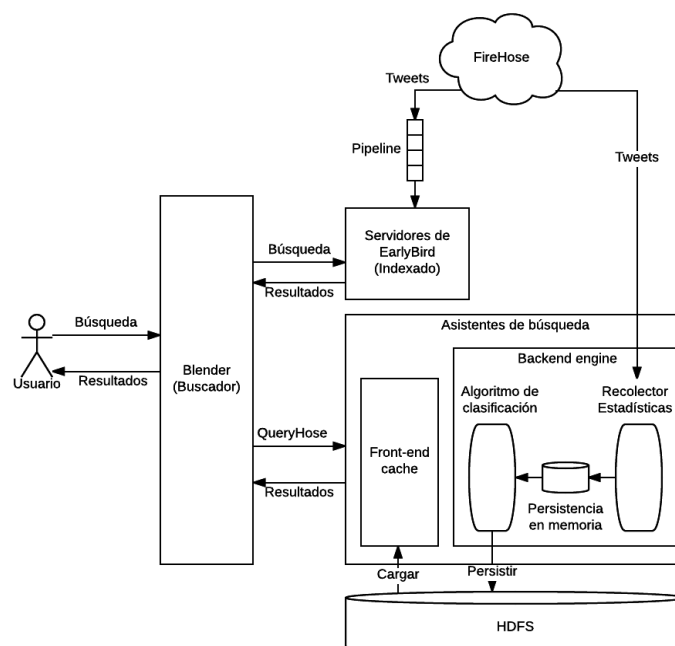 FireHose
Tweets
Pipeline
Tweets
Servidores de
EarlyBird
(Indexado)
Búsqueda
Resultados
Búsqueda
Usuario
Resultados
Blender
(Buscador)
Asistentes de búsqueda
Backend engine
Algoritmo de
clasificación
Recolector
Estadísticas
QueryHose
Front-end
cache
Resultados
Persistencia
en memoria
Cargar
Persistir
HDFS